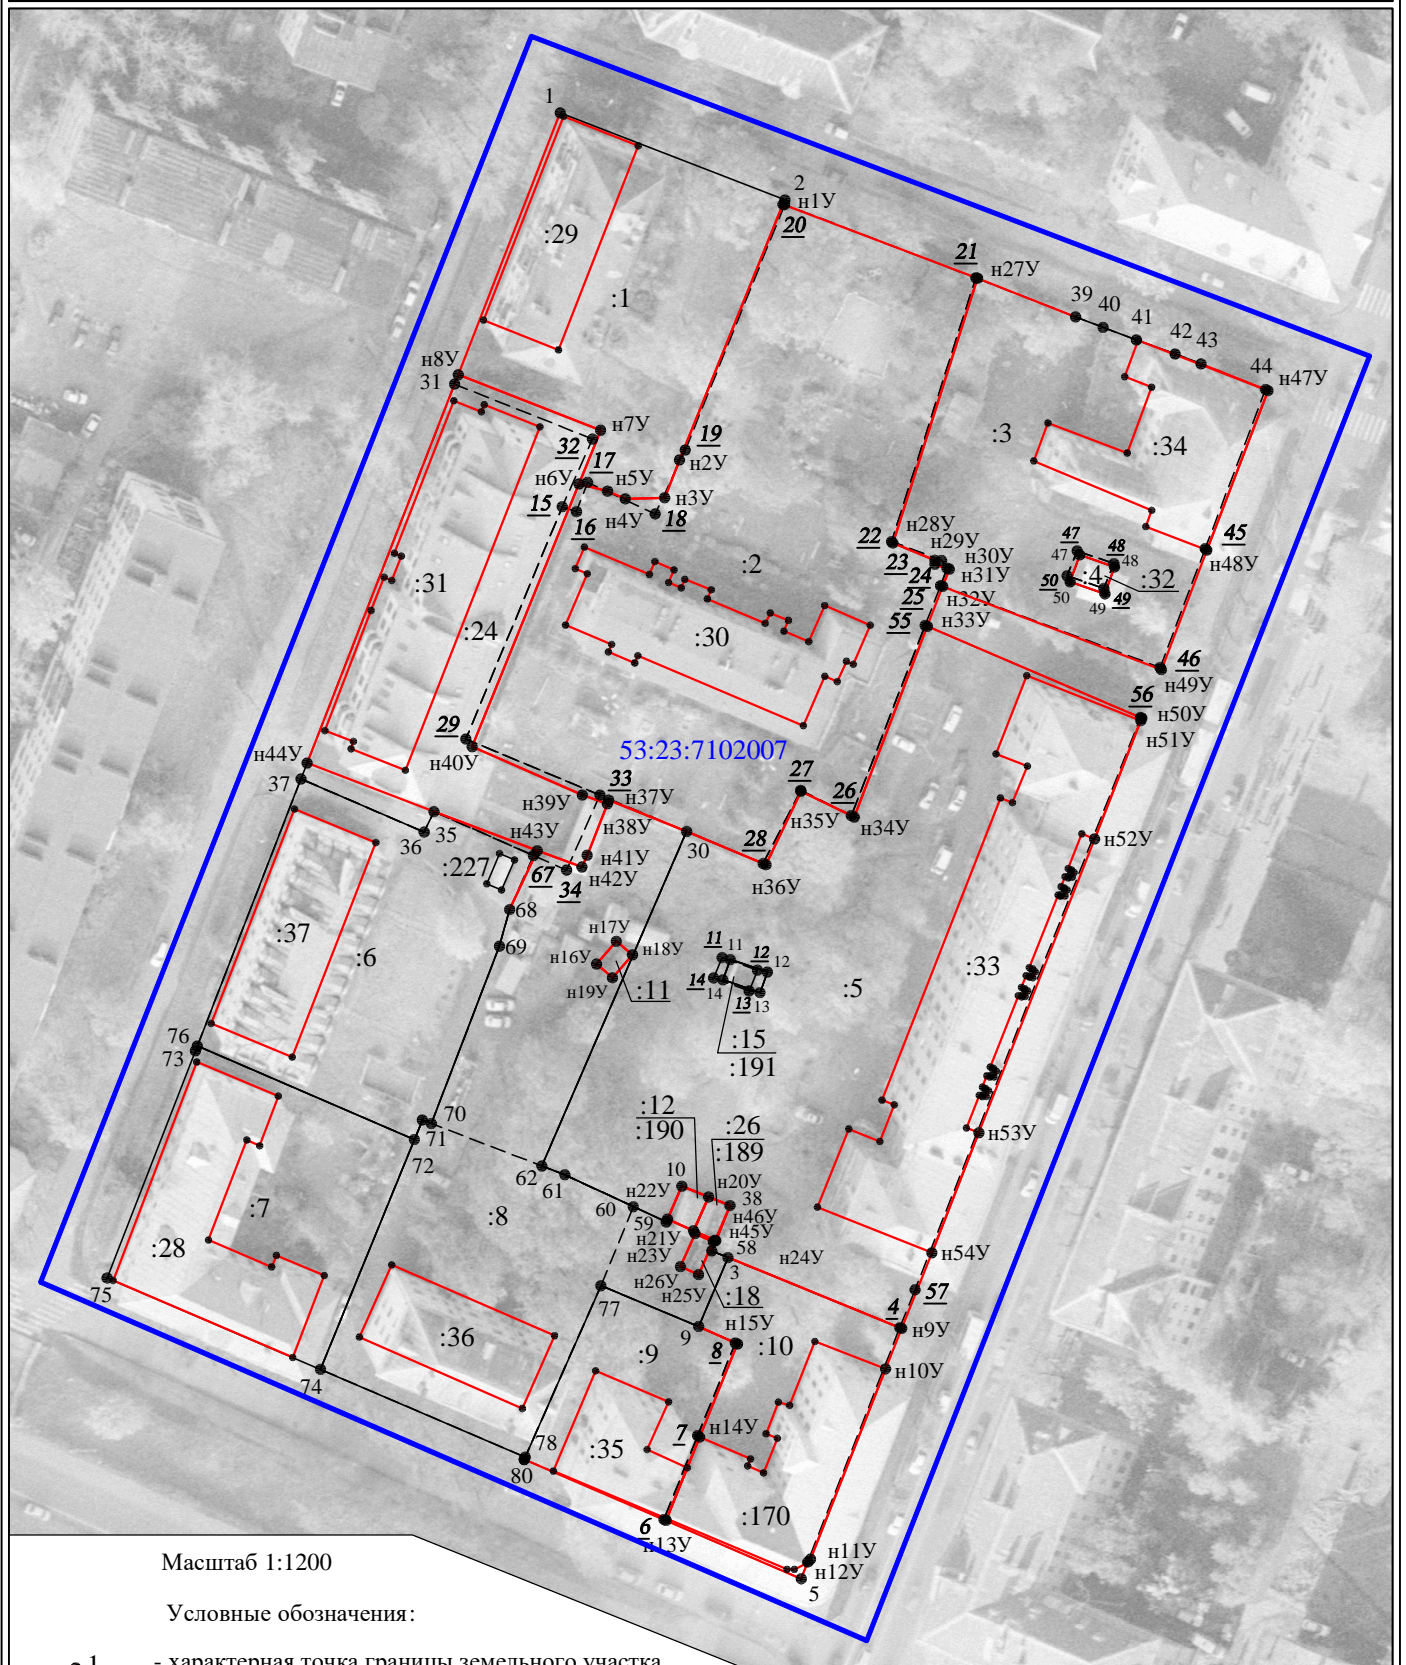 1
2
н1У
20
:29
:1
21
н27У
39
40
41
42
43
44
н47У
н8У
31
19
н2У
32
17
н7У
н6У
н5У
н3У
15
16
н4У
18
:3
:34
22
н28У
н29У
23
н30У
24
н31У
25
н32У
55
н33У
45
н48У
47
47
48
48
:4
:32
50
50
49
49
:2
:31
:24
:30
46
н49У
56
н50У
н51У
29
н40У
53:23:7102007
н44У
37
н39У
33
н37У
н38У
27
26
н35У
н34У
35
36
н43У
30
28
н36У
н52У
:227
67
34
н41У
н42У
68
:37
69
:6
н17У
н16У
н18У
н19У
:11
11
11
12
12
14
14
13
13
:5
:33
:15
:191
76
73
70
71
72
:12
:190
:26
:189
н53У
62
61
10
н20У
н22У
38
60
59
н46У
н21У
н45У
н23У
58
н24У
3
н26У
н25У
:18
:7
:28
:8
75
77
н54У
57
4
н9У
9
н15У
8
:10
н10У
:36
:9
74
78
80
:35
7
н14У
:170
6
н13У
н11У
н12У
5
Масштаб 1:1200
Условные обозначения:
1 - характерная точка границы земельного участка